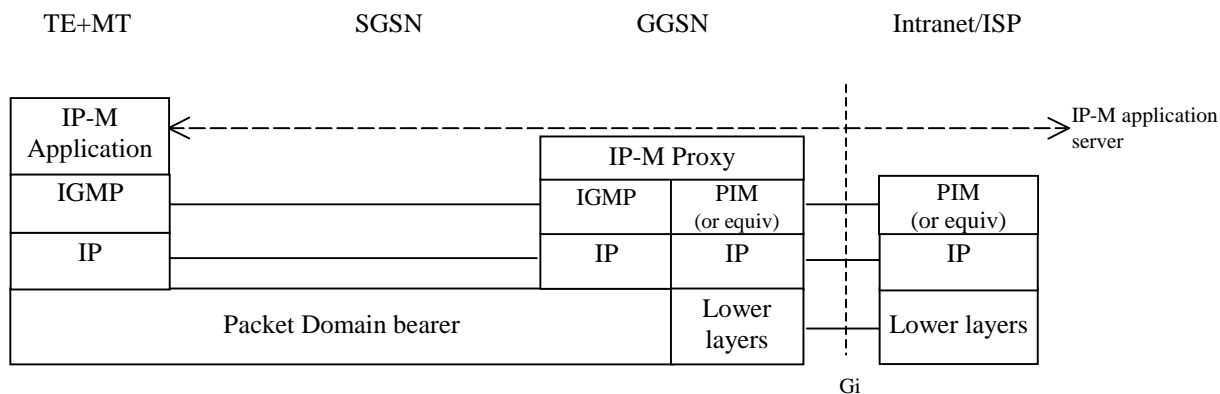 TE+MT SGSN GGSN Intranet/ISP
IP-M
Application
IP-M application
server
IP-M Proxy
IGMP
IGMP
PIM
(or equiv)
PIM
(or equiv)
IP
IP
IP
IP
Packet Domain bearer
Lower
layers
Lower layers
Gi